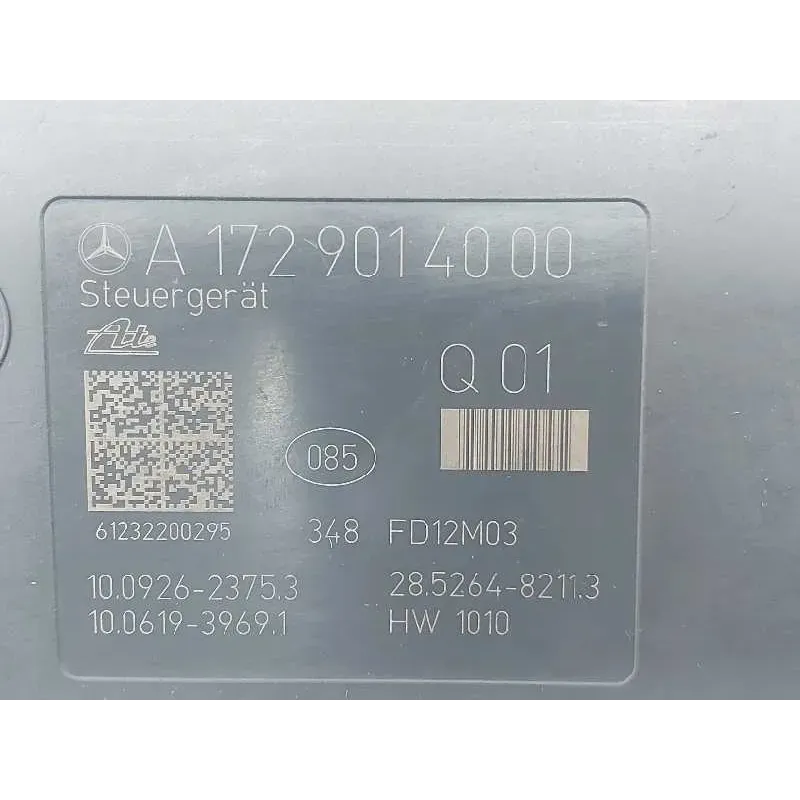 A 172 901 40 00
Steuergerät
Ate
Q 01
085
61232200295
348 FD12M03
10.0926-2375.3
28.5264-8211.3
10.0619-3969.1
HW 1010